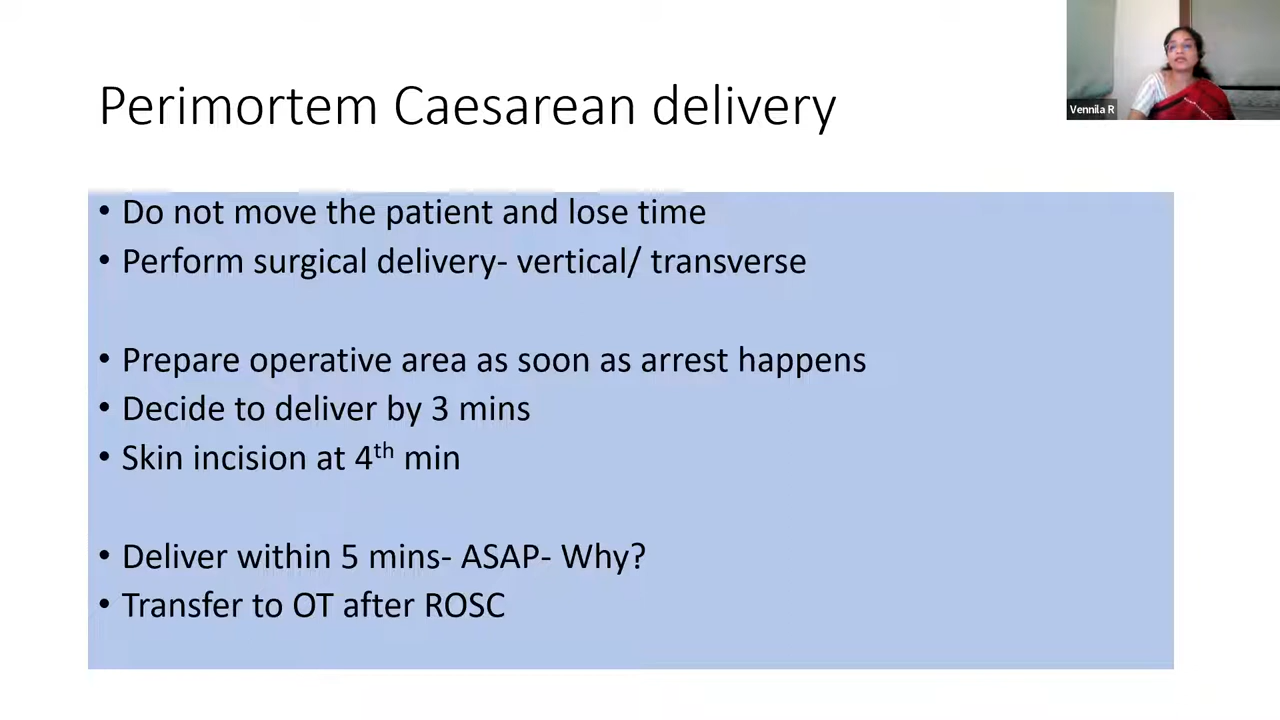 Perimortem Caesarean delivery
Vennila R
• Do not move the patient and lose time
• Perform surgical delivery- vertical/ transverse
• Prepare operative area as soon as arrest happens
• Decide to deliver by 3 mins
• Skin incision at 4th min
• Deliver within 5 mins- ASAP- Why?
• Transfer to OT after ROSC